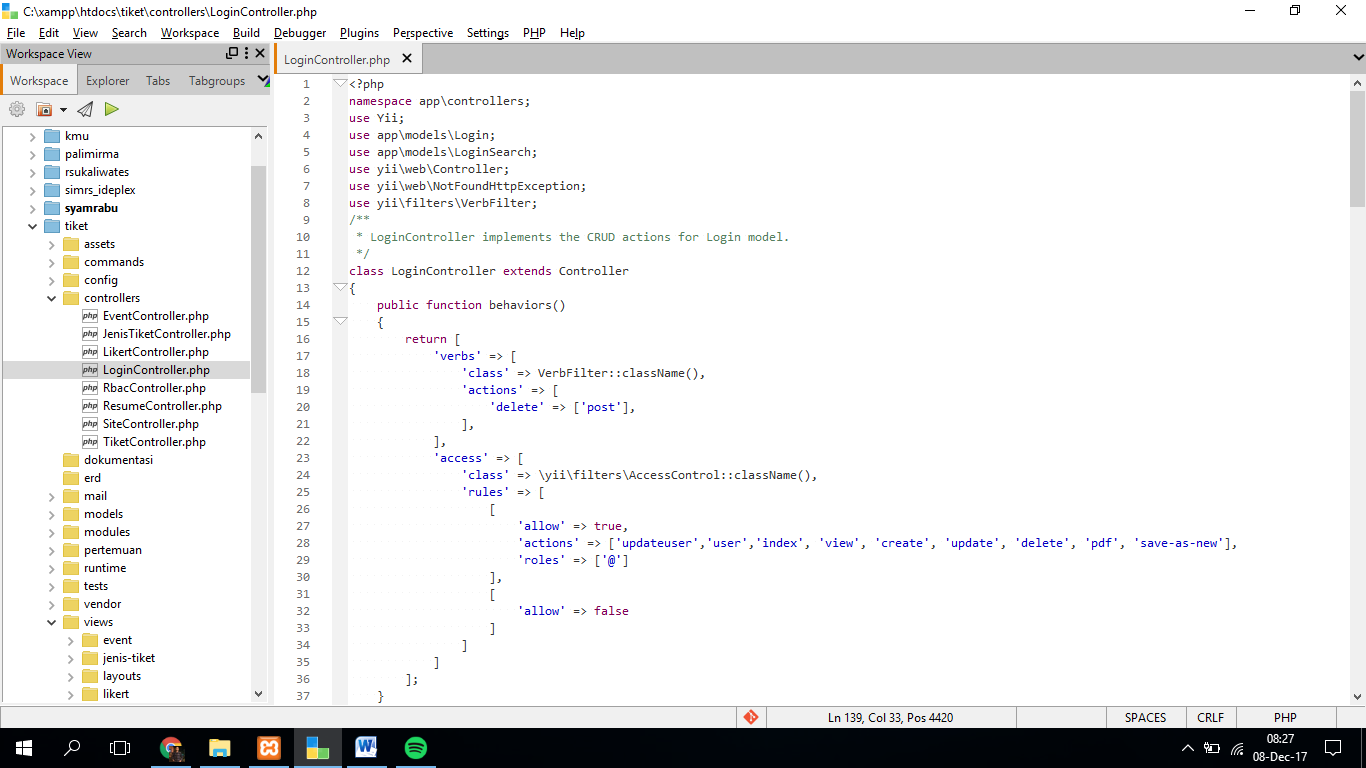 C:\xampp\htdocs\tiket\controllers\LoginController.php
File Edit View Search Workspace Build Debugger Plugins Perspective Settings PHP Help
Workspace View
Workspace Explorer Tabs Tabgroups
kmu
palimirma
rsukaliwates
simrs_ideplex
syamrabu
tiket
assets
commands
config
controllers
EventController.php
JenisTiketController.php
LikertController.php
LoginController.php
RbacController.php
ResumeController.php
SiteController.php
TiketController.php
dokumentasi
erd
mail
models
modules
pertemuan
runtime
tests
vendor
views
event
jenis-tiket
layouts
likert
LoginController.php
1 <?php
2 namespace app\controllers;
3 use Yii;
4 use app\models\Login;
5 use app\models\LoginSearch;
6 use yii\web\Controller;
7 use yii\web\NotFoundHttpException;
8 use yii\filters\VerbFilter;
9 /**
10 * LoginController implements the CRUD actions for Login model.
11 */
12 class LoginController extends Controller
13 {
14 public function behaviors()
15 {
16 return [
17 'verbs' => [
18 'class' => VerbFilter::className(),
19 'actions' => [
20 'delete' => ['post'],
21 ],
22 ],
23 'access' => [
24 'class' => \yii\filters\AccessControl::className(),
25 'rules' => [
26 [
27 'allow' => true,
28 'actions' => ['updateuser','user','index', 'view', 'create', 'update', 'delete', 'pdf', 'save-as-new'],
29 'roles' => ['@']
30 ],
31 [
32 'allow' => false
33 ]
34 ]
35 ]
36 ];
37 }
Ln 139, Col 33, Pos 4420 SPACES CRLF PHP
08:27
08-Dec-17